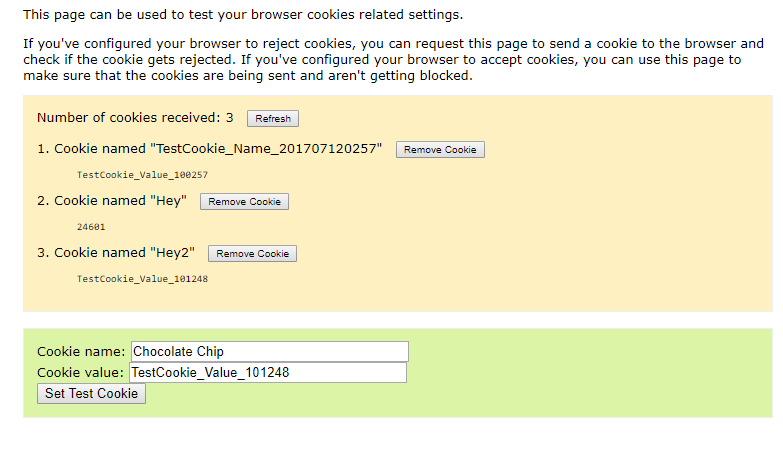 This page can be used to test your browser cookies related settings.
If you've configured your browser to reject cookies, you can request this page to send a cookie to the browser and
check if the cookie gets rejected. If you've configured your browser to accept cookies, you can use this page to
make sure that the cookies are being sent and aren't getting blocked.
Number of cookies received: 3 Refresh
1. Cookie named "TestCookie_Name_201707120257" Remove Cookie
TestCookie_Value_100257
2. Cookie named "Hey" Remove Cookie
24601
3. Cookie named "Hey2" Remove Cookie
TestCookie_Value_101248
Cookie name: Chocolate Chip
Cookie value: TestCookie_Value_101248
Set Test Cookie